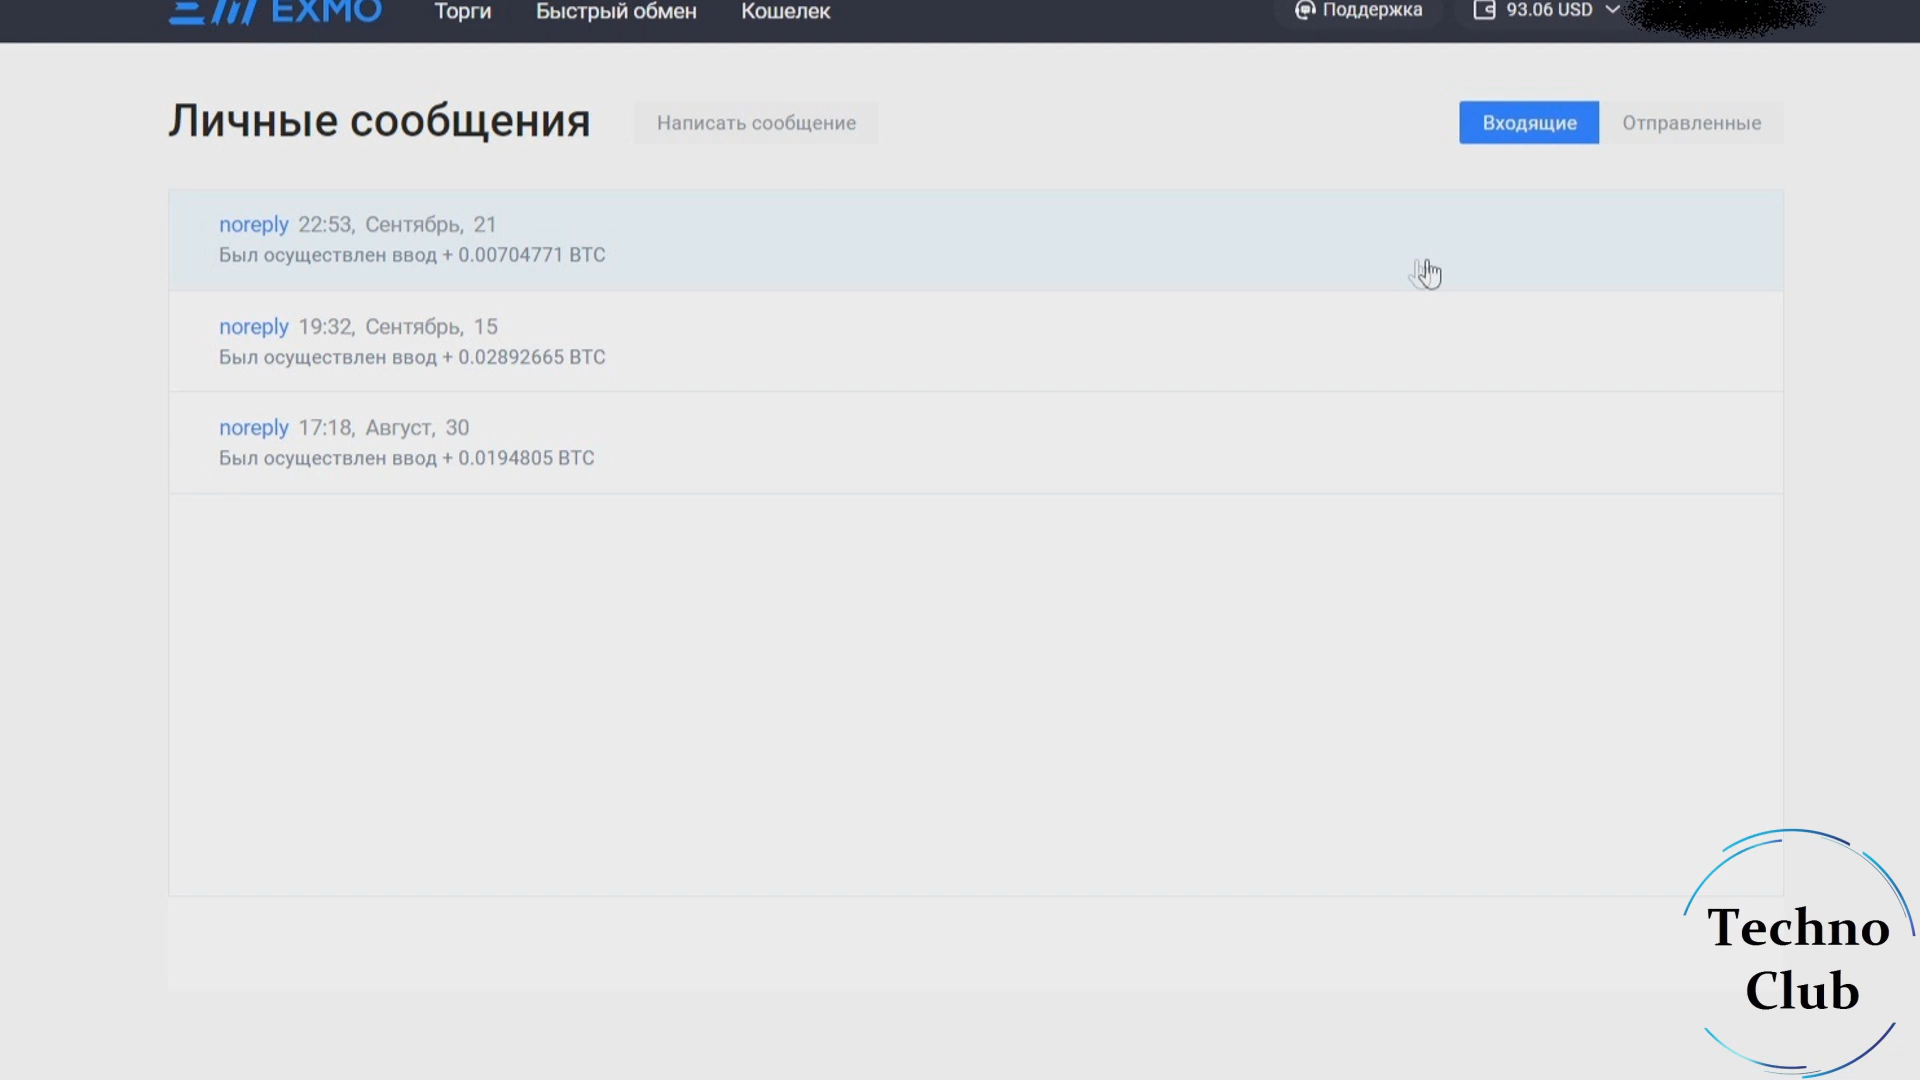 EXMO Торги Быстрый обмен Кошелек Поддержка 93.06 USD
Личные сообщения Написать сообщение Входящие Отправленные
noreply 22:53, Сентябрь, 21
Был осуществлен ввод + 0.00704771 BTC
noreply 19:32, Сентябрь, 15
Был осуществлен ввод + 0.02892665 BTC
noreply 17:18, Август, 30
Был осуществлен ввод + 0.0194805 BTC
Techno
Club